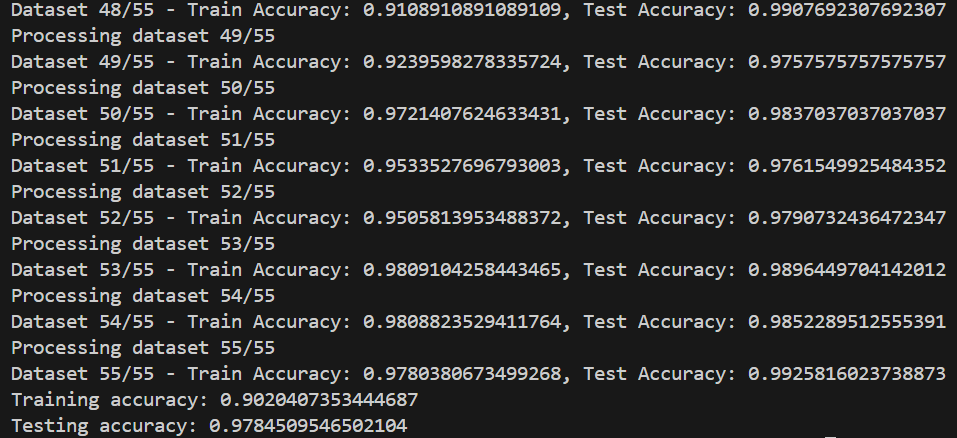 Dataset 48/55 - Train Accuracy: 0.9108910891089109, Test Accuracy: 0.9907692307692307
Processing dataset 49/55
Dataset 49/55 - Train Accuracy: 0.9239598278335724, Test Accuracy: 0.9757575757575757
Processing dataset 50/55
Dataset 50/55 - Train Accuracy: 0.9721407624633431, Test Accuracy: 0.9837037037037037
Processing dataset 51/55
Dataset 51/55 - Train Accuracy: 0.9533527696793003, Test Accuracy: 0.9761549925484352
Processing dataset 52/55
Dataset 52/55 - Train Accuracy: 0.9505813953488372, Test Accuracy: 0.9790732436472347
Processing dataset 53/55
Dataset 53/55 - Train Accuracy: 0.9809104258443465, Test Accuracy: 0.9896449704142012
Processing dataset 54/55
Dataset 54/55 - Train Accuracy: 0.9808823529411764, Test Accuracy: 0.9852289512555391
Processing dataset 55/55
Dataset 55/55 - Train Accuracy: 0.9780380673499268, Test Accuracy: 0.9925816023738873
Training accuracy: 0.9020407353444687
Testing accuracy: 0.9784509546502104